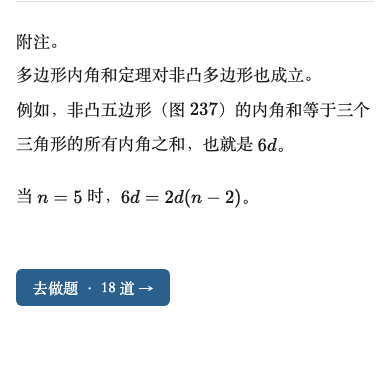 附注。
多边形内角和定理对非凸多边形也成立。
例如，非凸五边形（图 237）的内角和等于三个
三角形的所有内角之和，也就是 6d。
当 n = 5 时，6d = 2d(n − 2)。
去做题 · 18 道 →